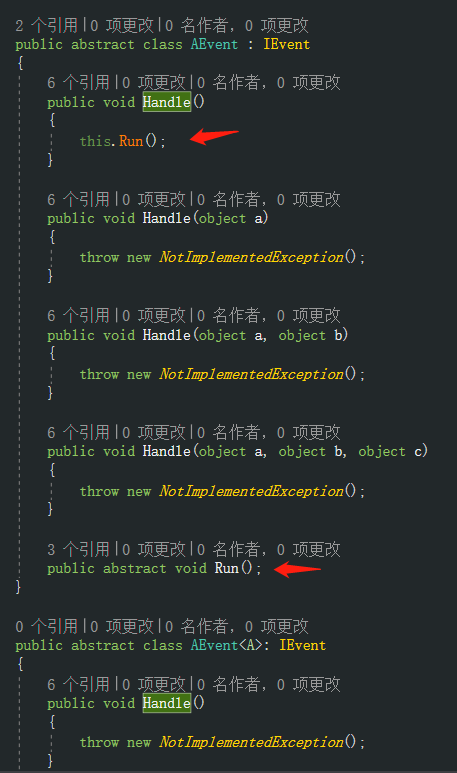 2 个引用|0 项更改|0 名作者, 0 项更改
public abstract class AEvent : IEvent
{
6 个引用|0 项更改|0 名作者, 0 项更改
public void Handle()
{
this.Run();
}
6 个引用|0 项更改|0 名作者, 0 项更改
public void Handle(object a)
{
throw new NotImplementedException();
}
6 个引用|0 项更改|0 名作者, 0 项更改
public void Handle(object a, object b)
{
throw new NotImplementedException();
}
6 个引用|0 项更改|0 名作者, 0 项更改
public void Handle(object a, object b, object c)
{
throw new NotImplementedException();
}
3 个引用|0 项更改|0 名作者, 0 项更改
public abstract void Run();
}
0 个引用|0 项更改|0 名作者, 0 项更改
public abstract class AEvent<A>: IEvent
{
6 个引用|0 项更改|0 名作者, 0 项更改
public void Handle()
{
throw new NotImplementedException();
}